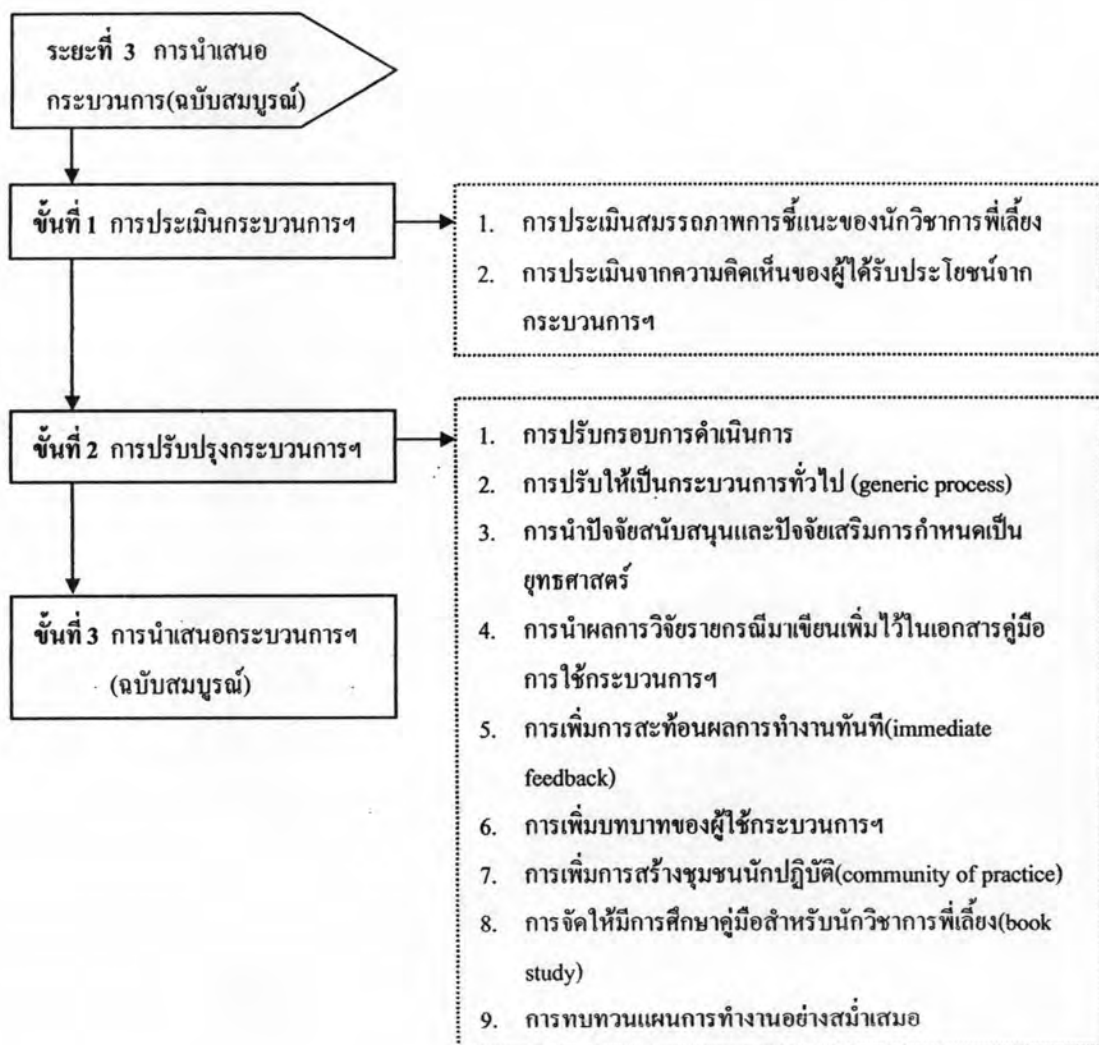 ระยะที่ 3 การนำเสนอ
กระบวนการ(ฉบับสมบูรณ์)
ขั้นที่ 1 การประเมินกระบวนการฯ
1. การประเมินสมรรถภาพการชี้แนะของนักวิชาการพี่เลี้ยง
2. การประเมินจากความคิดเห็นของผู้ได้รับประโยชน์จาก
กระบวนการฯ
ขั้นที่ 2 การปรับปรุงกระบวนการฯ
1. การปรับกรอบการดำเนินการ
2. การปรับให้เป็นกระบวนการทั่วไป (generic process)
3. การนำปัจจัยสนับสนุนและปัจจัยเสริมการกำหนดเป็น
ยุทธศาสตร์
4. การนำผลการวิจัยรายกรณีมาเขียนเพิ่มไว้ในเอกสารคู่มือ
การใช้กระบวนการฯ
5. การเพิ่มการสะท้อนผลการทำงานทันที(immediate
feedback)
6. การเพิ่มบทบาทของผู้ใช้กระบวนการฯ
7. การเพิ่มการสร้างชุมชนนักปฏิบัติ(community of practice)
8. การจัดให้มีการศึกษาคู่มือสำหรับนักวิชาการพี่เลี้ยง(book
study)
9. การทบทวนแผนการทำงานอย่างสม่ำเสมอ
ขั้นที่ 3 การนำเสนอกระบวนการฯ
(ฉบับสมบูรณ์)